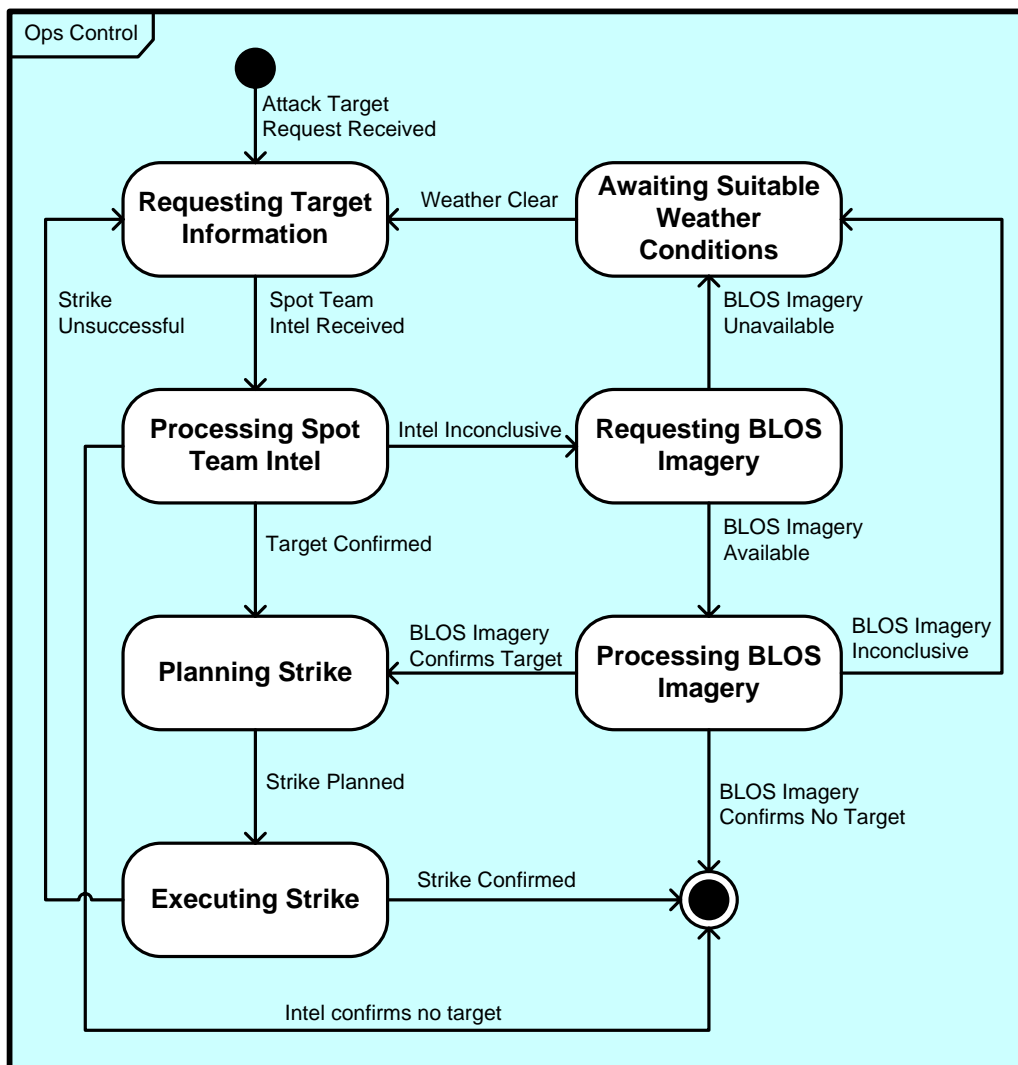 Ops Control
Attack Target
Request Received
Requesting Target
Information
Weather Clear
Awaiting Suitable
Weather
Conditions
Strike
Unsuccessful
Spot Team
Intel Received
BLOS Imagery
Unavailable
Processing Spot
Team Intel
Intel Inconclusive
Requesting BLOS
Imagery
Target Confirmed
BLOS Imagery
Available
Planning Strike
BLOS Imagery
Confirms Target
Processing BLOS
Imagery
BLOS Imagery
Inconclusive
Strike Planned
BLOS Imagery
Confirms No Target
Executing Strike
Strike Confirmed
Intel confirms no target